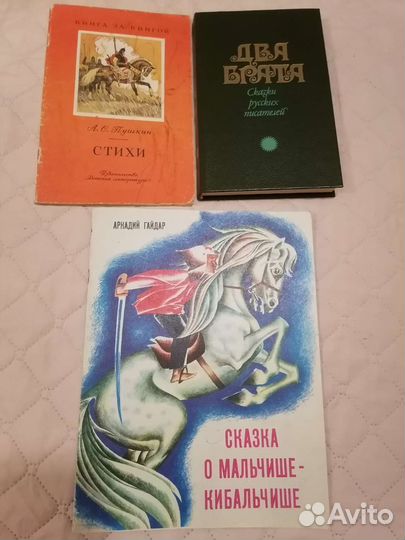 КНИГА ЗА КНИГОЙ
А. С. Пушкин
СТИХИ
Издательство
"Детская литература"
ДВА
БРАТА
Сказки
русских
писателей
АРКАДИЙ ГАЙДАР
СКАЗКА
О МАЛЬЧИШЕ-
КИБАЛЬЧИШЕ
Avito